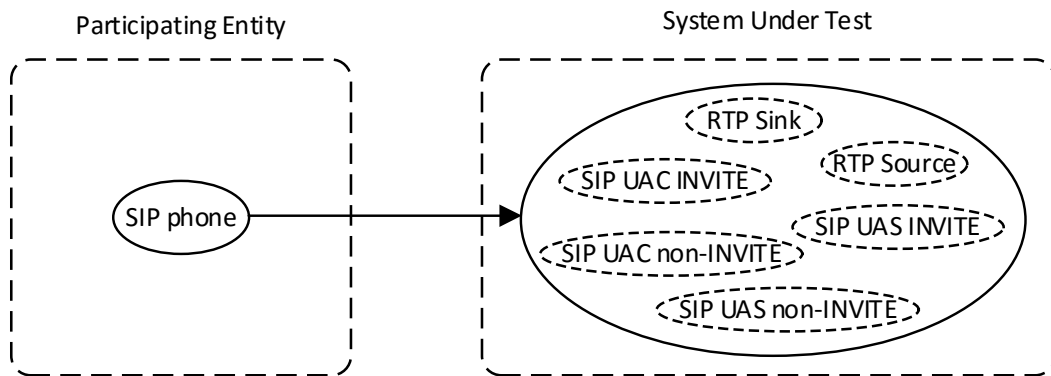 Participating Entity
System Under Test
SIP phone
RTP Sink
RTP Source
SIP UAC INVITE
SIP UAS INVITE
SIP UAC non-INVITE
SIP UAS non-INVITE